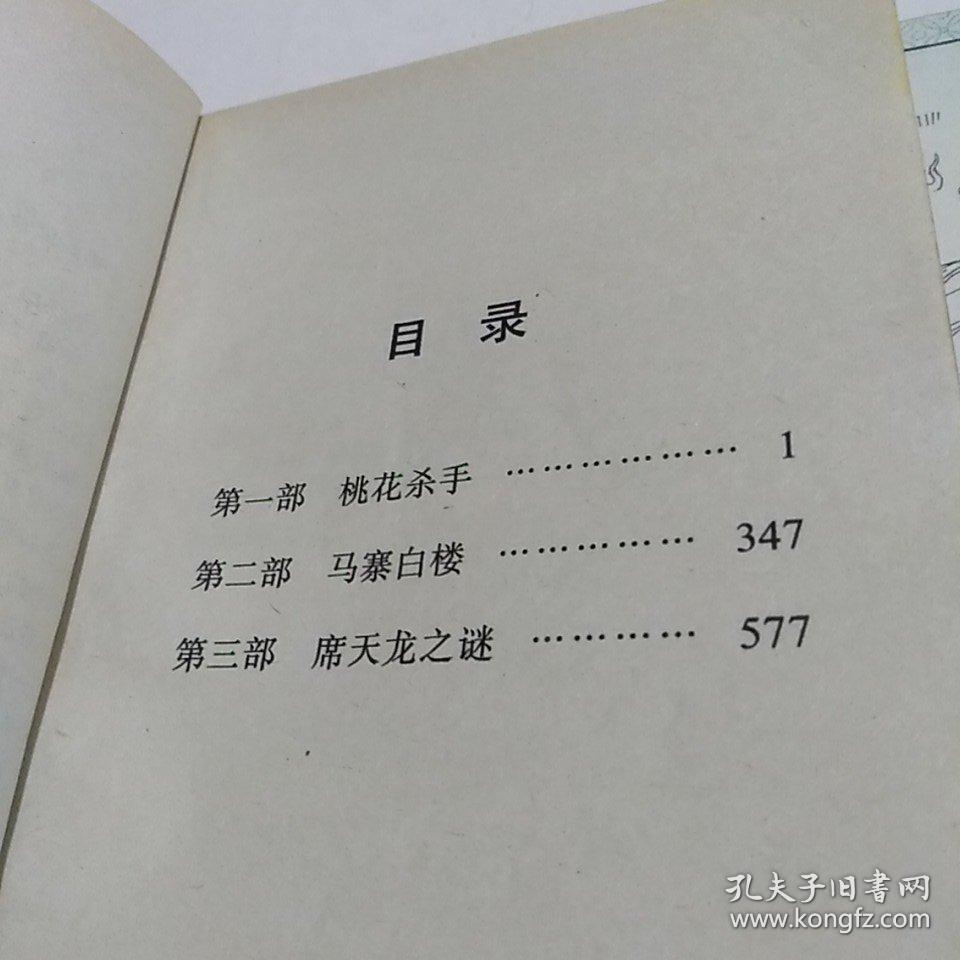 目 录
第一部 桃花杀手 ………………… 1
第二部 马寨白楼 ……………… 347
第三部 席天龙之谜 ………… 577
孔夫子旧書网
www.kongfz.com